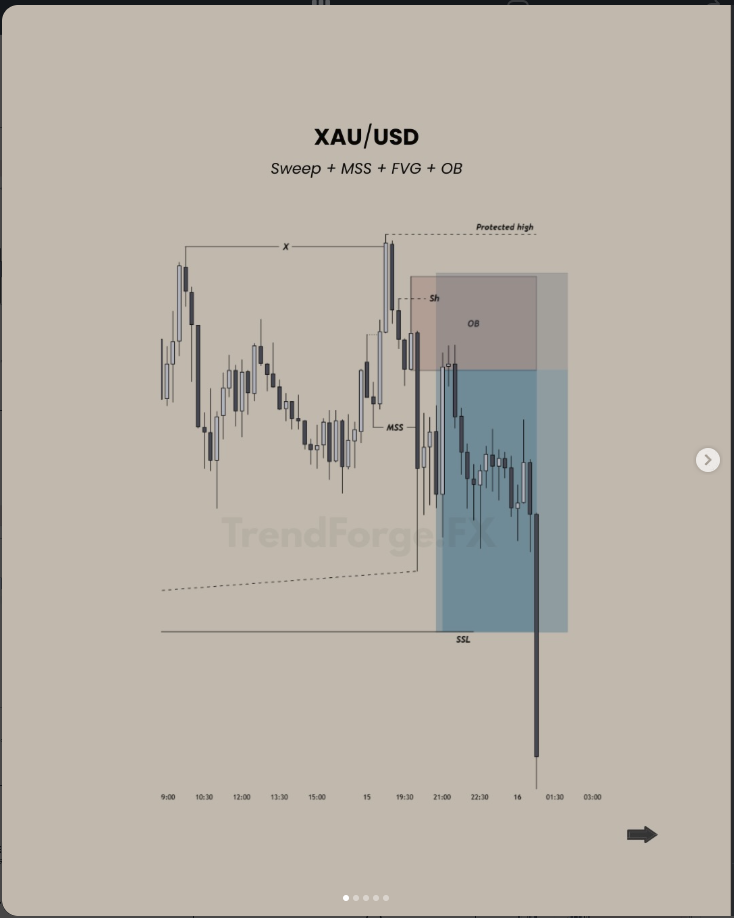 XAU/USD
Sweep + MSS + FVG + OB
Protected high
X
Sh
OB
MSS
TrendForge.FX
SSL
9:00 10:30 12:00 13:30 15:00 15 19:30 21:00 22:30 16 01:30 03:00